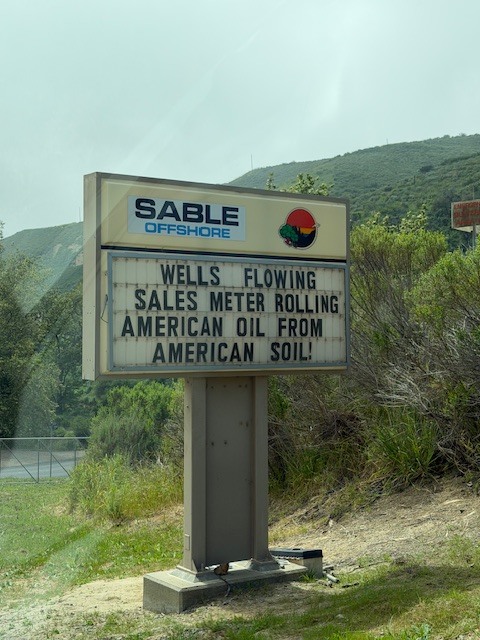 SABLE
OFFSHORE
WELLS FLOWING
SALES METER ROLLING
AMERICAN OIL FROM
AMERICAN SOIL!